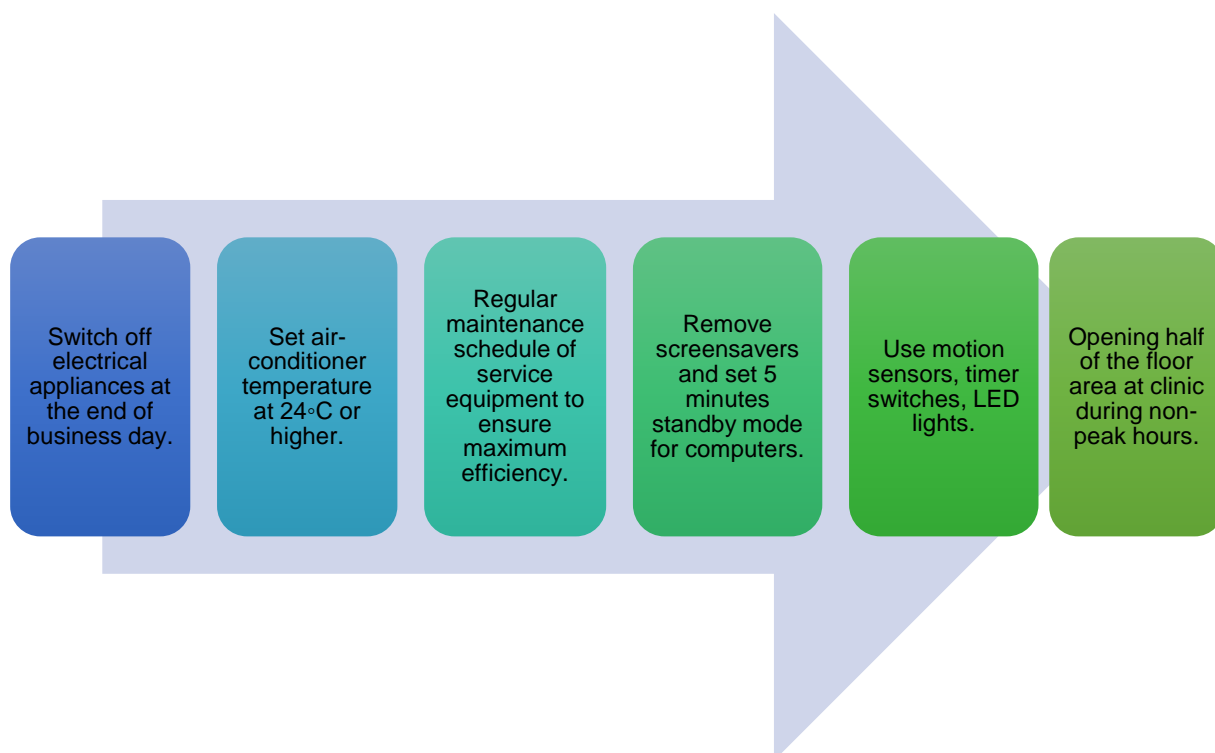 Switch off
electrical
appliances at
the end of
business day.
Set air-
conditioner
temperature
at 24◦C or
higher.
Regular
maintenance
schedule of
service
equipment to
ensure
maximum
efficiency.
Remove
screensavers
and set 5
minutes
standby mode
for computers.
Use motion
sensors, timer
switches, LED
lights.
Opening half
of the floor
area at clinic
during non-
peak hours.